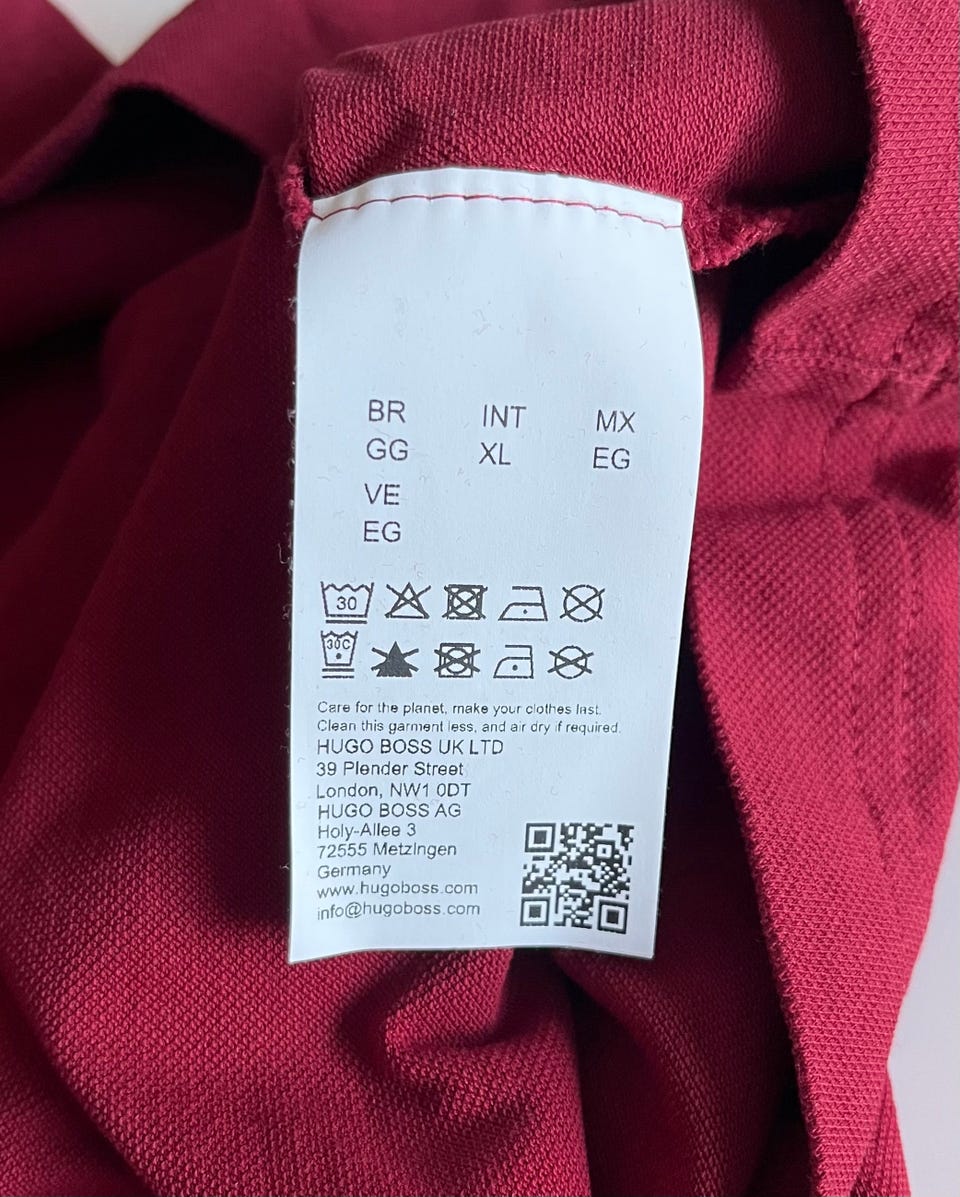 BR INT MX
GG XL EG
VE
EG
30
30C
Care for the planet, make your clothes last.
Clean this garment less, and air dry if required.
HUGO BOSS UK LTD
39 Plender Street
London, NW1 0DT
HUGO BOSS AG
Holy-Allee 3
72555 Metzingen
Germany
www.hugoboss.com
info@hugoboss.com